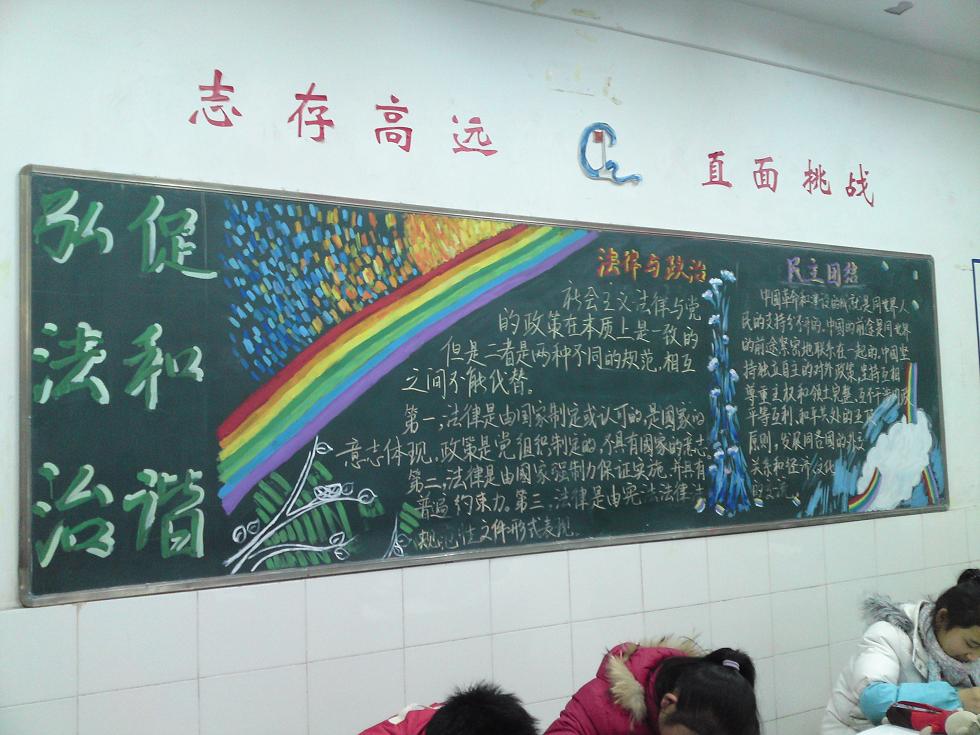 志存高远 直面挑战
弘法治
促和谐
法律与政治
社会主义法律与党
的政策在本质上是一致的
但是二者是两种不同的规范,相互
之间不能代替。
第一,法律是由国家制定或认可的,是国家的
意志体现,政策是党组织制定的,不具有国家的意志
第二,法律是由国家强制力保证实施,并具有
普遍约束力。第三,法律是由宪法法律
文件形式表现。
民立团结
中国革命和建设的成就是同世界人
民的支持分不开的,中国的前途是同世界
的前途紧密地联系在一起的,中国坚
持独立自主的对外政策,坚持互相
尊重主权和领土完整、互不干涉内政
平等互利、和平共处的五项
原则,发展同各国的外交
关系和经济、文化